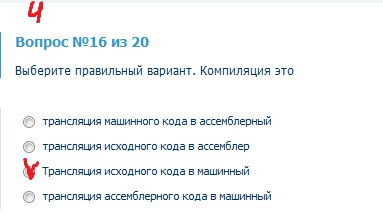 4
Вопрос №16 из 20
Выберите правильный вариант. Компиляция это
трансляция машинного кода в ассемблерный
трансляция исходного кода в ассемблер
Трансляция исходного кода в машинный
трансляция ассемблерного кода в машинный